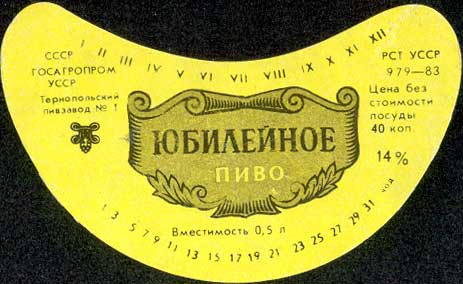 I II III IV V VI VII VIII IX X XI XII
СССР
ГОСАГРОПРОМ
УССР
Тернопольский
пивзавод № 1
РСТ УССР
979—83
Цена без
стоимости
посуды
40 коп.
14%
ЮБИЛЕЙНОЕ
ПИВО
Вместимость 0,5 л
1 3 5 7 9 11 13 15 17 19 21 23 25 27 29 31